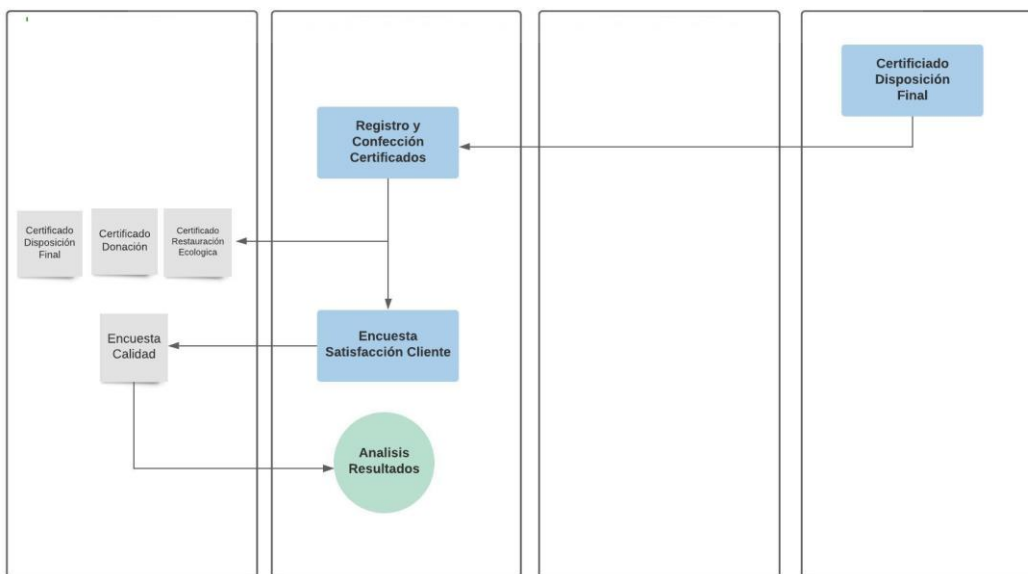 Certificiado
Disposición
Final
Registro y
Confección
Certificados
Certificado
Disposición
Final
Certificado
Donación
Certificado
Restauración
Ecologica
Encuesta
Satisfacción Cliente
Encuesta
Calidad
Analisis
Resultados